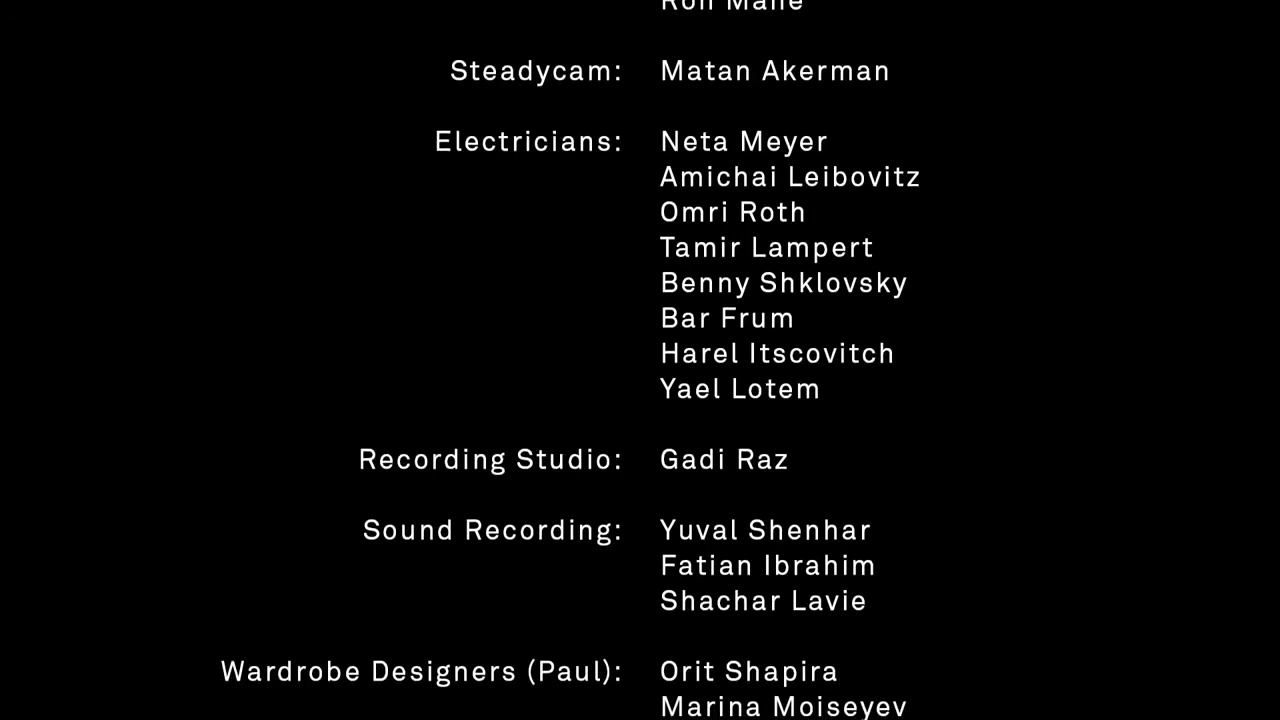 Steadycam: Matan Akerman
Electricians: Neta Meyer
Amichai Leibovitz
Omri Roth
Tamir Lampert
Benny Shklovsky
Bar Frum
Harel Itscovitch
Yael Lotem
Recording Studio: Gadi Raz
Sound Recording: Yuval Shenhar
Fatian Ibrahim
Shachar Lavie
Wardrobe Designers (Paul): Orit Shapira
Marina Moiseyev